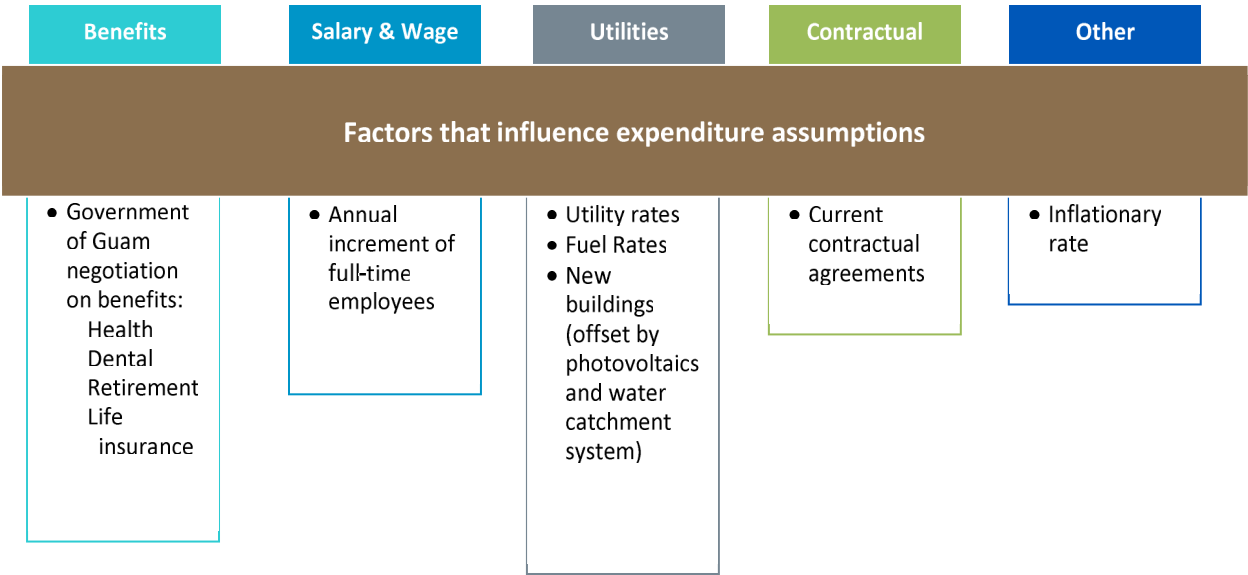 Benefits
Salary & Wage
Utilities
Contractual
Other
Factors that influence expenditure assumptions
• Government
of Guam
negotiation
on benefits:
Health
Dental
Retirement
Life
insurance
• Annual
increment of
full-time
employees
• Utility rates
• Fuel Rates
• New
buildings
(offset by
photovoltaics
and water
catchment
system)
• Current
contractual
agreements
• Inflationary
rate